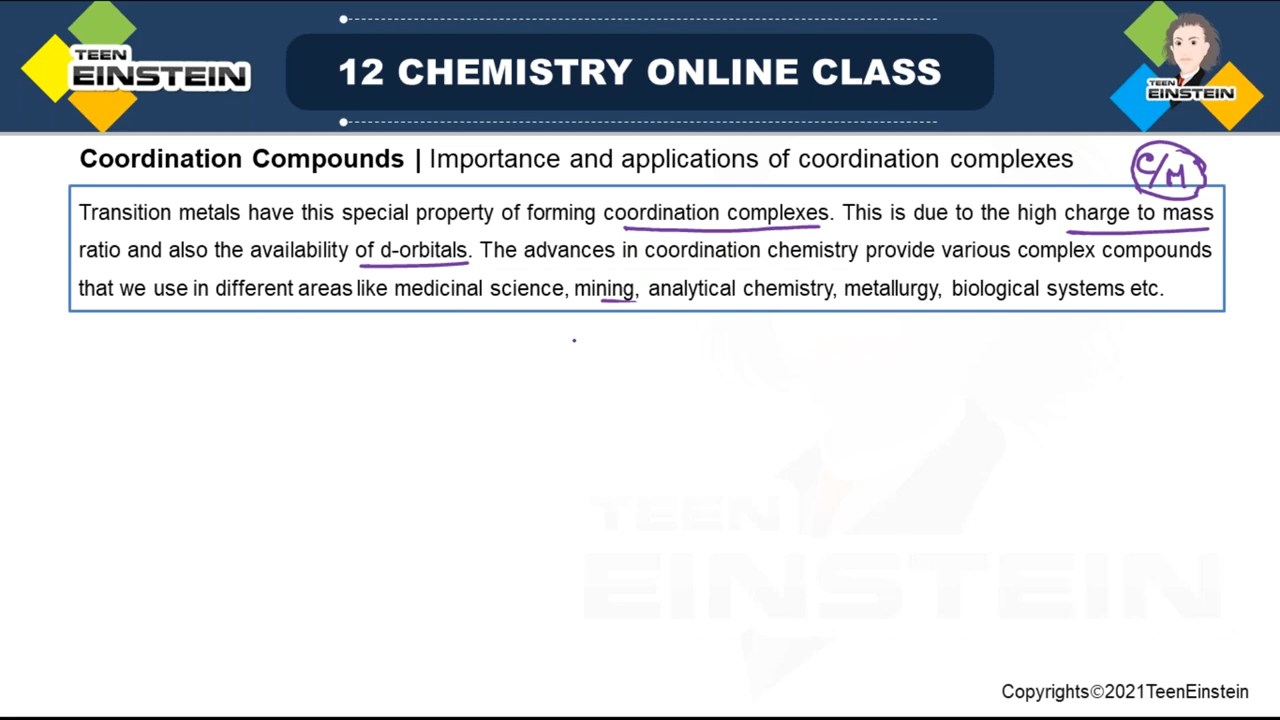 TEEN
EINSTEIN
12 CHEMISTRY ONLINE CLASS
TEEN
EINSTEIN
Coordination Compounds | Importance and applications of coordination complexes
C/M
Transition metals have this special property of forming coordination complexes. This is due to the high charge to mass
ratio and also the availability of d-orbitals. The advances in coordination chemistry provide various complex compounds
that we use in different areas like medicinal science, mining, analytical chemistry, metallurgy, biological systems etc.
TEEN
EINSTEIN
Copyrights©2021TeenEinstein